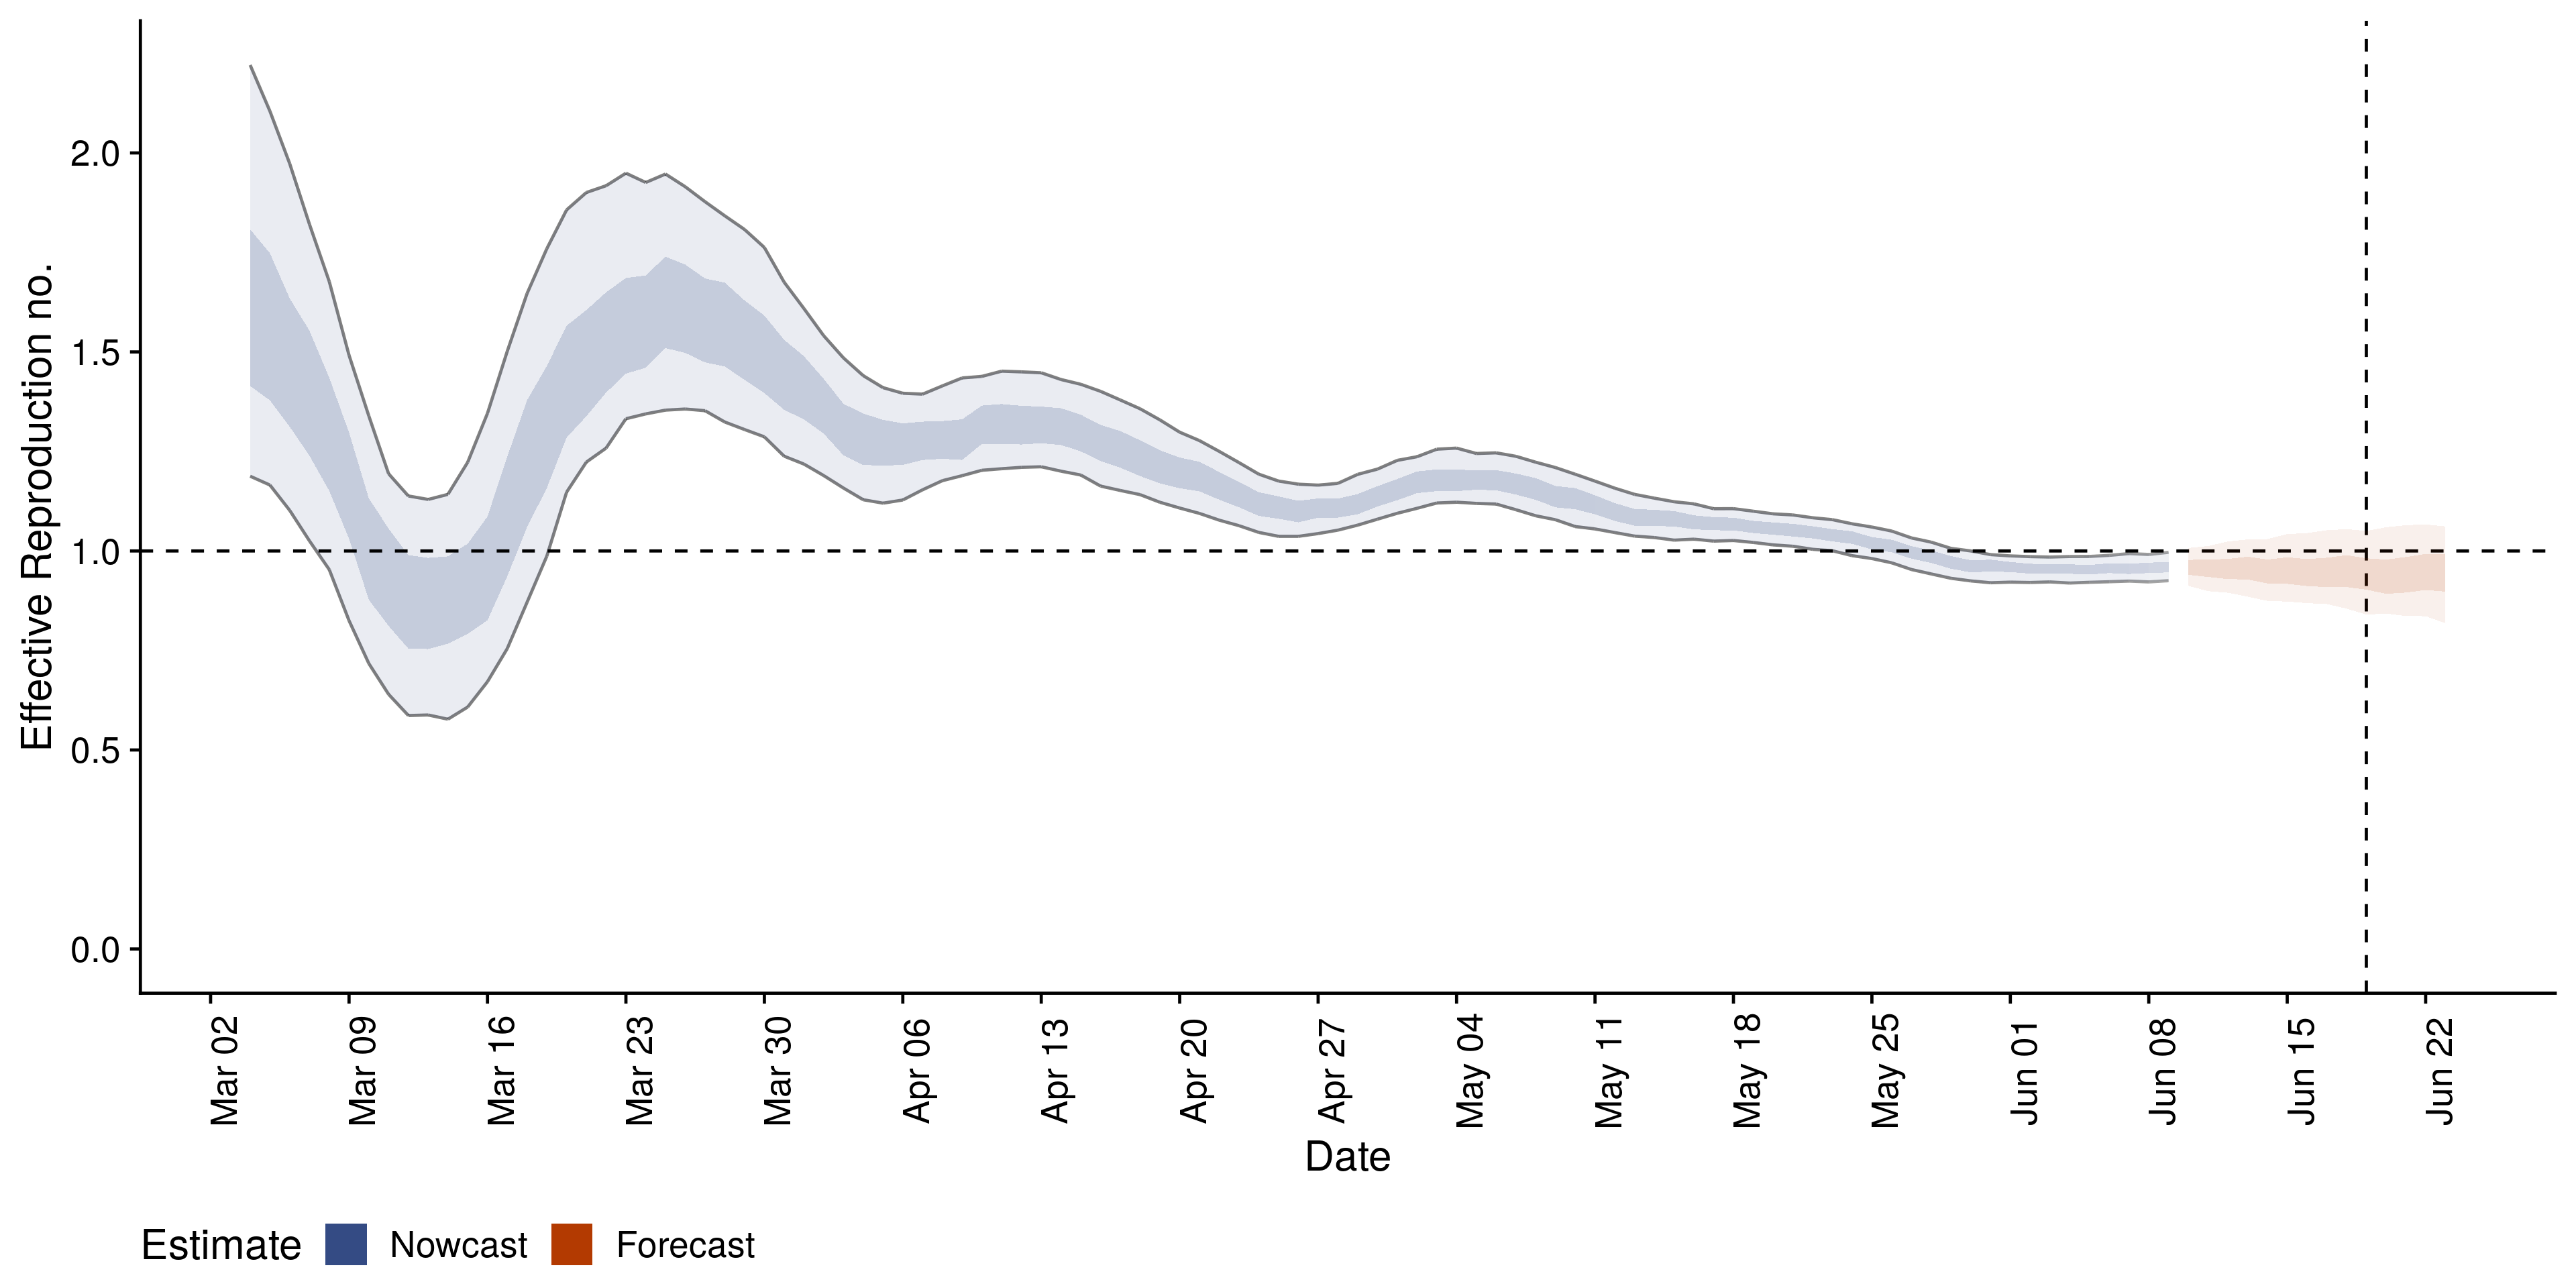 Effective Reproduction no.
2.0
1.5
1.0
0.5
0.0
Mar 02
Mar 09
Mar 16
Mar 23
Mar 30
Apr 06
Apr 13
Apr 20
Apr 27
May 04
May 11
May 18
May 25
Jun 01
Jun 08
Jun 15
Jun 22
Date
Estimate Nowcast Forecast